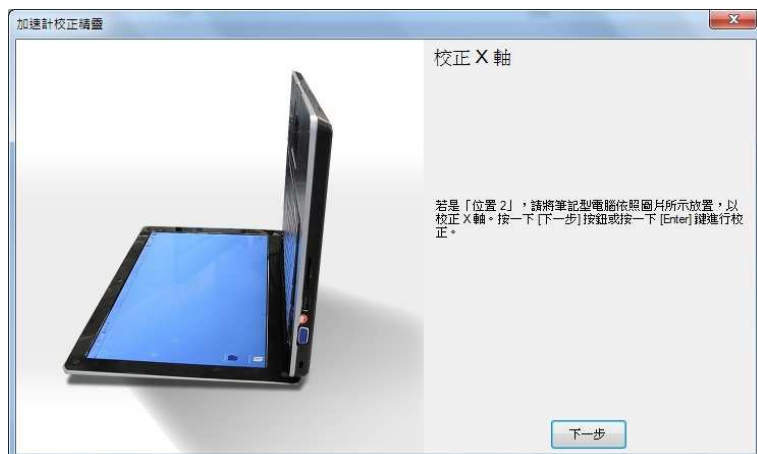 加速計校正精靈
校正 X 軸
若是「位置 2」，請將筆記型電腦依照圖片所示放置，以
校正 X 軸。按一下 [下一步] 按鈕或按一下 [Enter] 鍵進行校
正。
下一步